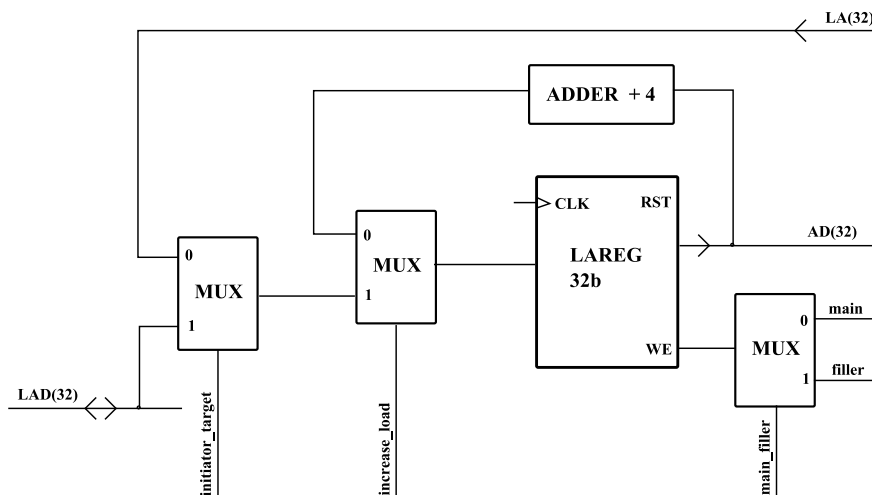 LA(32)
ADDER + 4
CLK
RST
0
MUX
1
LAREG
32b
AD(32)
0
MUX
1
WE
0
MUX
1
main
filler
LAD(32)
initiator_target
increase_load
main_filler